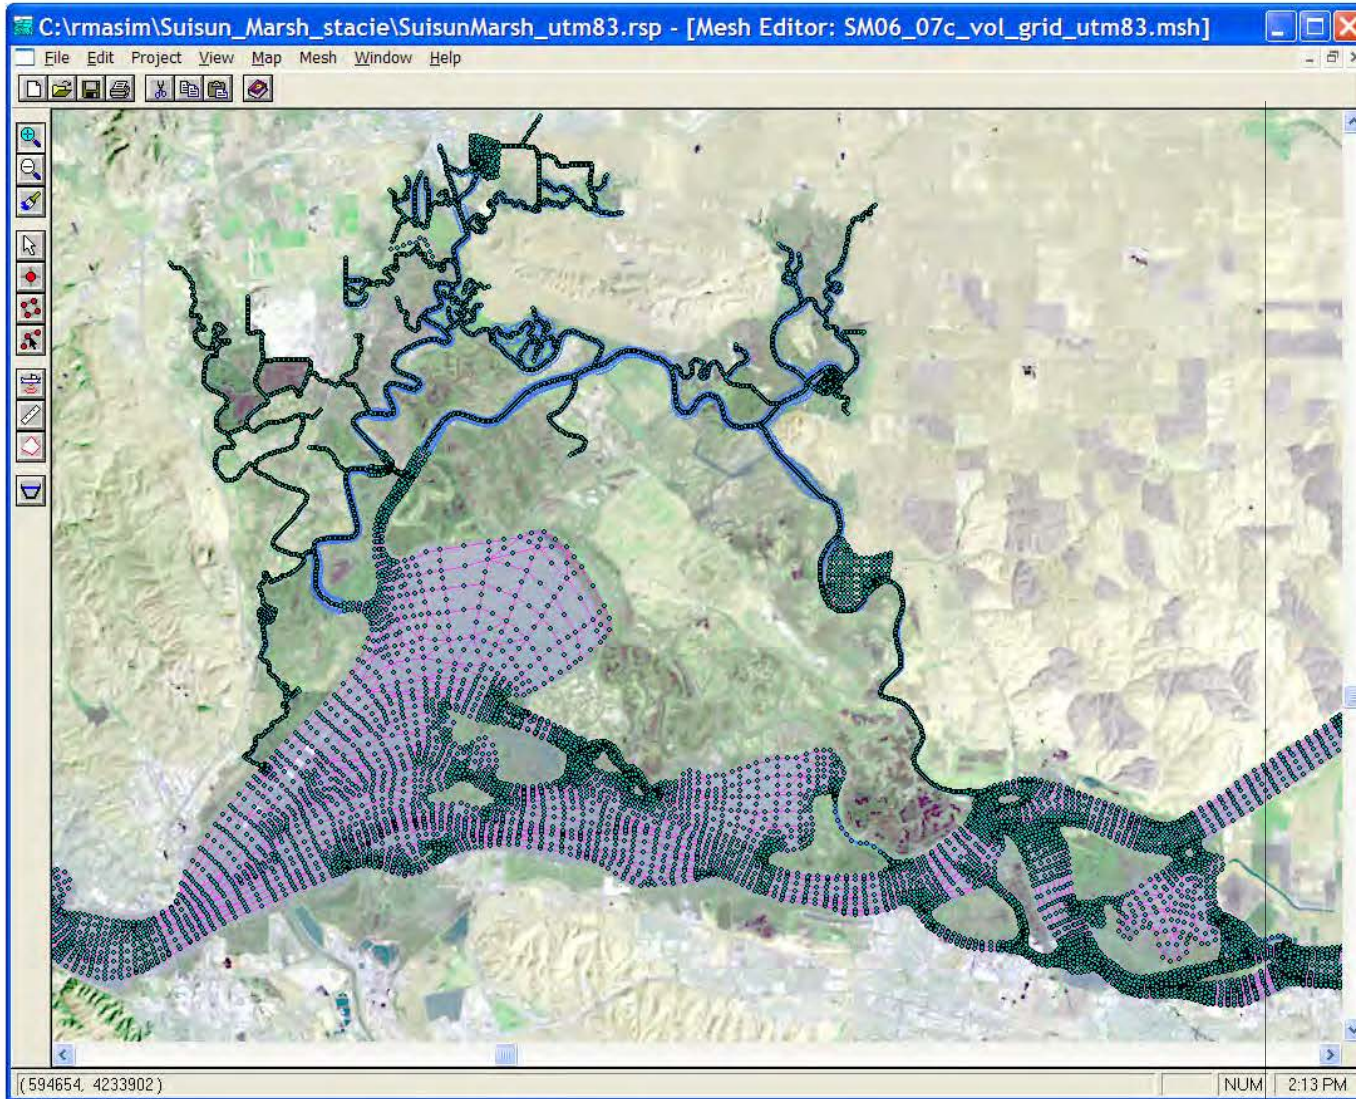 C:\rmasim\Suisun_Marsh_stacie\SuisunMarsh_utm83.rsp - [Mesh Editor: SM06_07c_vol_grid_utm83.msh]
File Edit Project View Map Mesh Window Help
(594654, 4233902)
NUM 2:13 PM